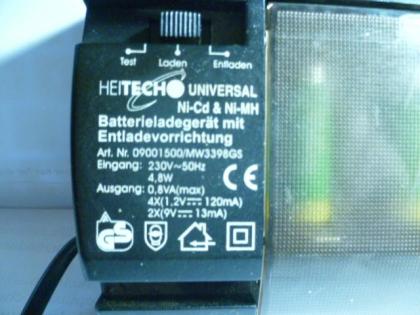 Test Laden Entladen
HEITECH UNIVERSAL
Ni-Cd & Ni-MH
Batterieladegerät mit
Entladevorrichtung
Art. Nr. 09001500/MW3398GS
Eingang: 230V~50Hz
4,8W
Ausgang: 0,8VA(max)
4X(1,2V⎓120mA)
2X(9V⎓13mA)
CE
GS